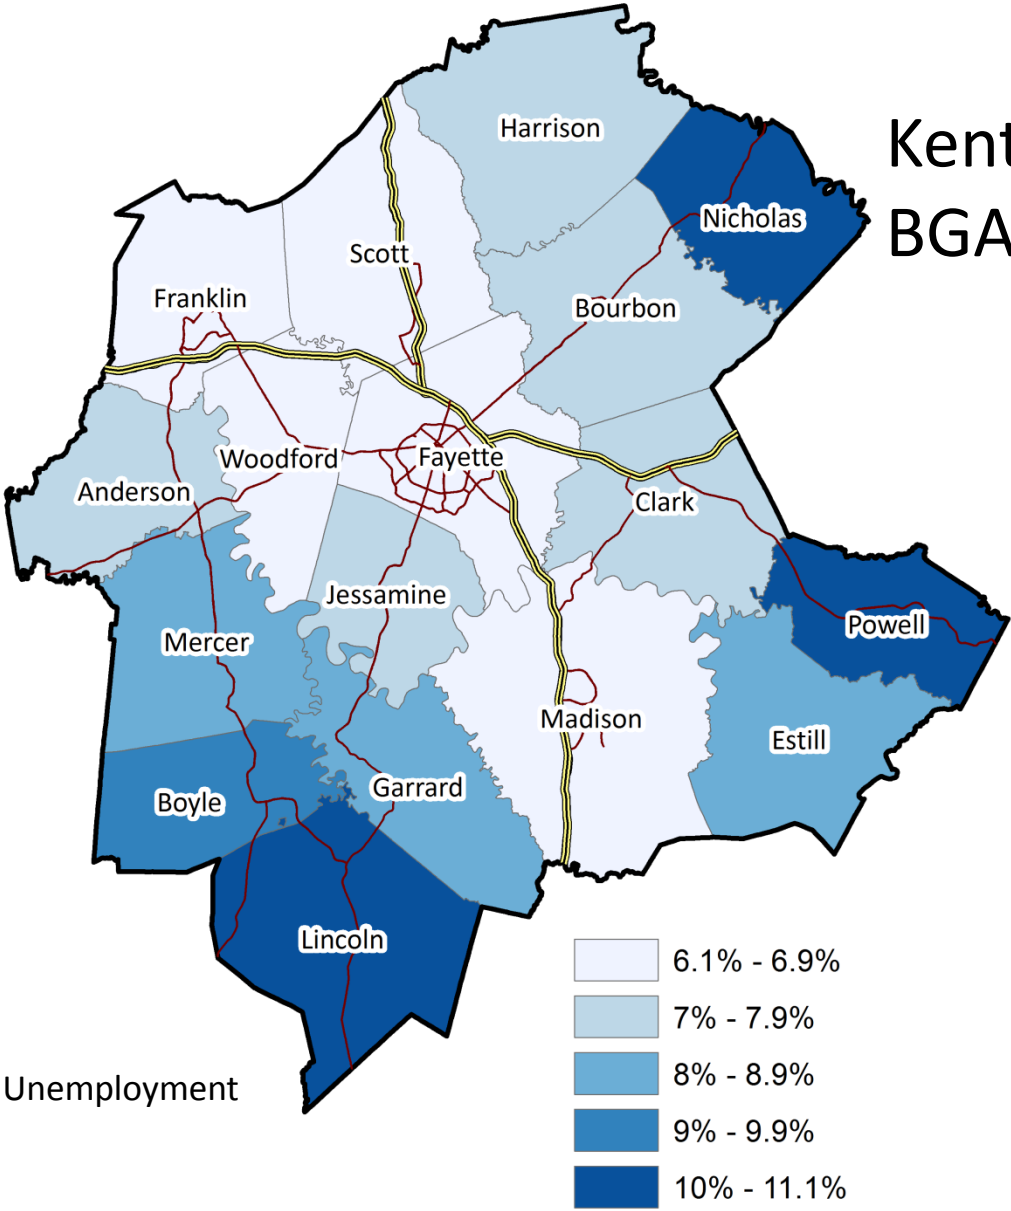 Harrison
Kent
Nicholas
BGA
Scott
Franklin
Bourbon
Woodford
Fayette
Anderson
Clark
Jessamine
Powell
Mercer
Madison
Estill
Garrard
Boyle
Lincoln
6.1% - 6.9%
7% - 7.9%
8% - 8.9%
Unemployment
9% - 9.9%
10% - 11.1%